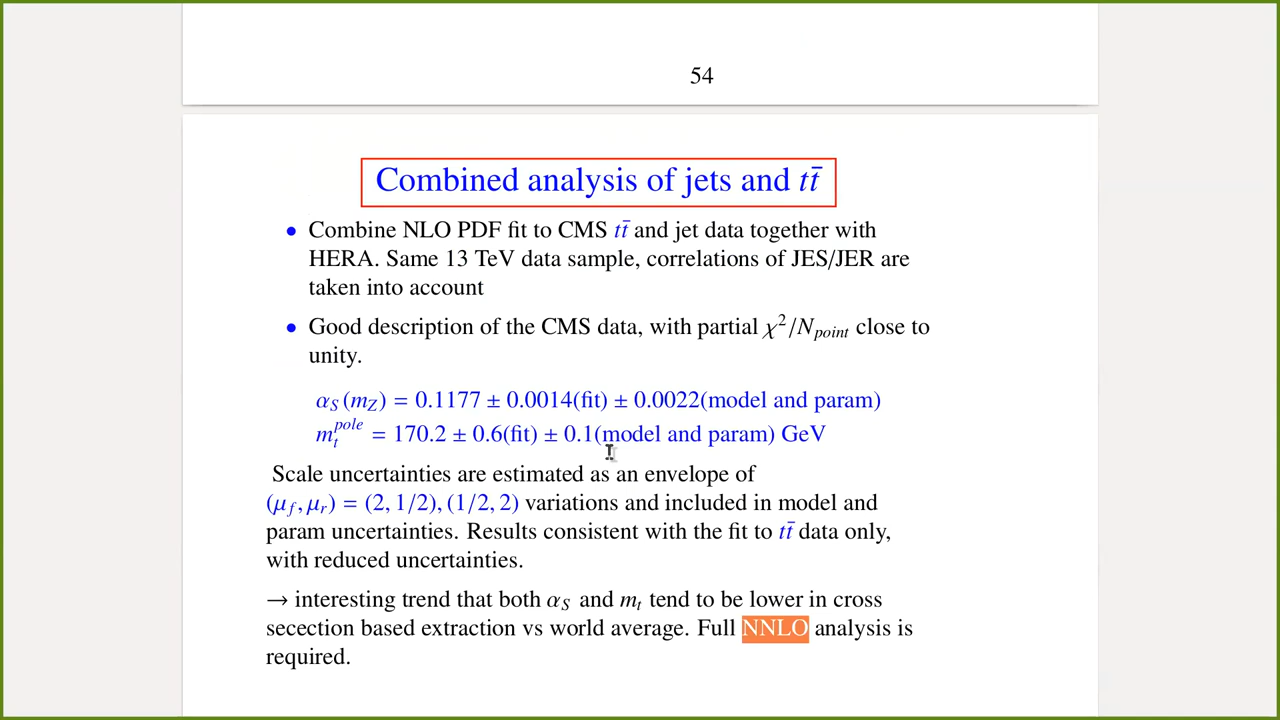 54
Combined analysis of jets and tt̄
• Combine NLO PDF fit to CMS tt̄ and jet data together with
HERA. Same 13 TeV data sample, correlations of JES/JER are
taken into account
• Good description of the CMS data, with partial χ²/N_point close to
unity.
α_S(m_Z) = 0.1177 ± 0.0014(fit) ± 0.0022(model and param)
m_t^pole = 170.2 ± 0.6(fit) ± 0.1(model and param) GeV
Scale uncertainties are estimated as an envelope of
(μ_f, μ_r) = (2, 1/2), (1/2, 2) variations and included in model and
param uncertainties. Results consistent with the fit to tt̄ data only,
with reduced uncertainties.
→ interesting trend that both α_S and m_t tend to be lower in cross
secection based extraction vs world average. Full NNLO analysis is
required.